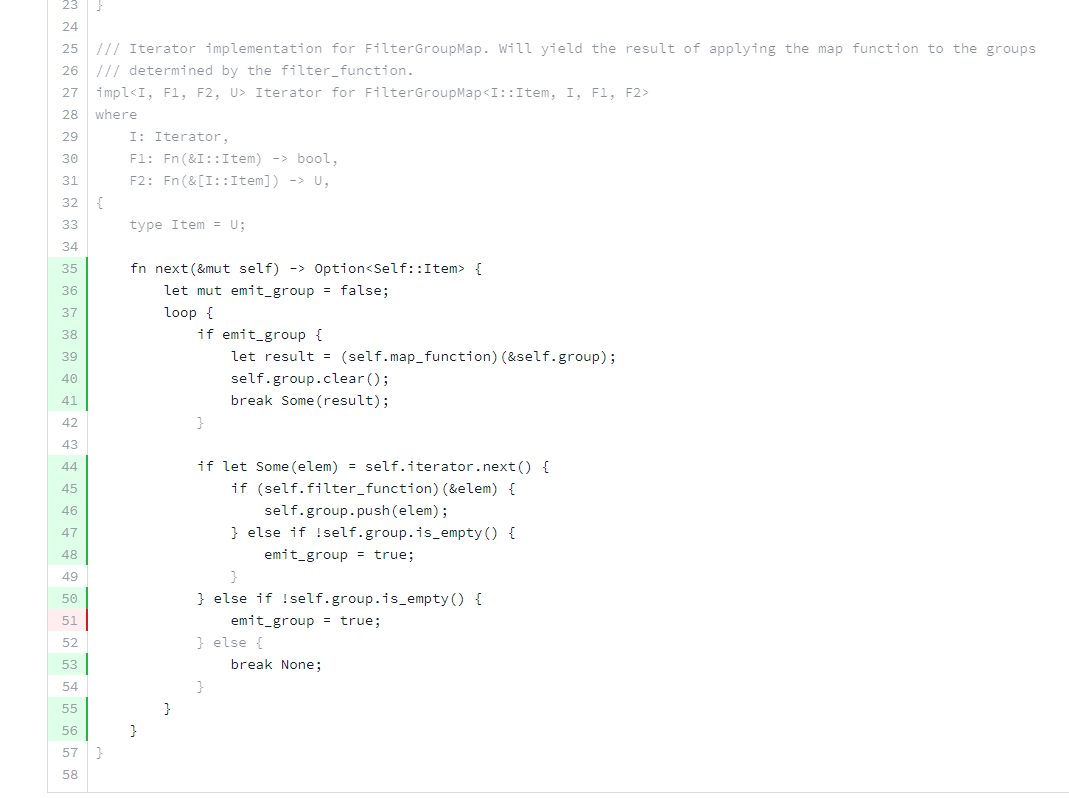 23 }
24
25 /// Iterator implementation for FilterGroupMap. Will yield the result of applying the map function to the groups
26 /// determined by the filter_function.
27 impl<I, F1, F2, U> Iterator for FilterGroupMap<I::Item, I, F1, F2>
28 where
29     I: Iterator,
30     F1: Fn(&I::Item) -> bool,
31     F2: Fn(&[I::Item]) -> U,
32 {
33     type Item = U;
34
35     fn next(&mut self) -> Option<Self::Item> {
36         let mut emit_group = false;
37         loop {
38             if emit_group {
39                 let result = (self.map_function)(&self.group);
40                 self.group.clear();
41                 break Some(result);
42             }
43
44             if let Some(elem) = self.iterator.next() {
45                 if (self.filter_function)(&elem) {
46                     self.group.push(elem);
47                 } else if !self.group.is_empty() {
48                     emit_group = true;
49                 }
50             } else if !self.group.is_empty() {
51                 emit_group = true;
52             } else {
53                 break None;
54             }
55         }
56     }
57 }
58